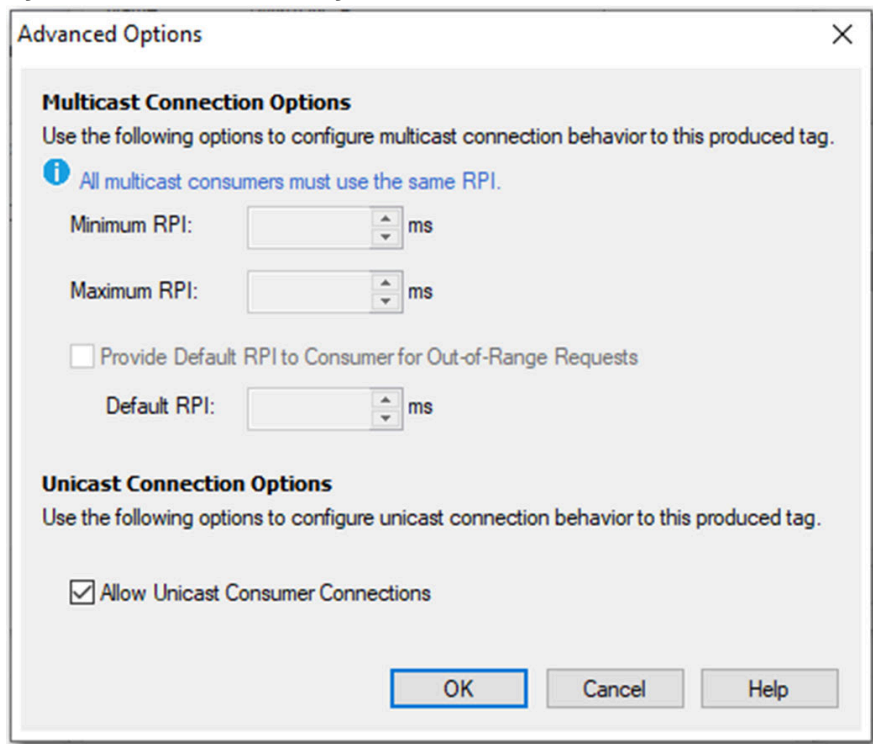 Advanced Options
Multicast Connection Options
Use the following options to configure multicast connection behavior to this produced tag.
All multicast consumers must use the same RPI.
Minimum RPI: ms
Maximum RPI: ms
Provide Default RPI to Consumer for Out-of-Range Requests
Default RPI: ms
Unicast Connection Options
Use the following options to configure unicast connection behavior to this produced tag.
Allow Unicast Consumer Connections
OK Cancel Help